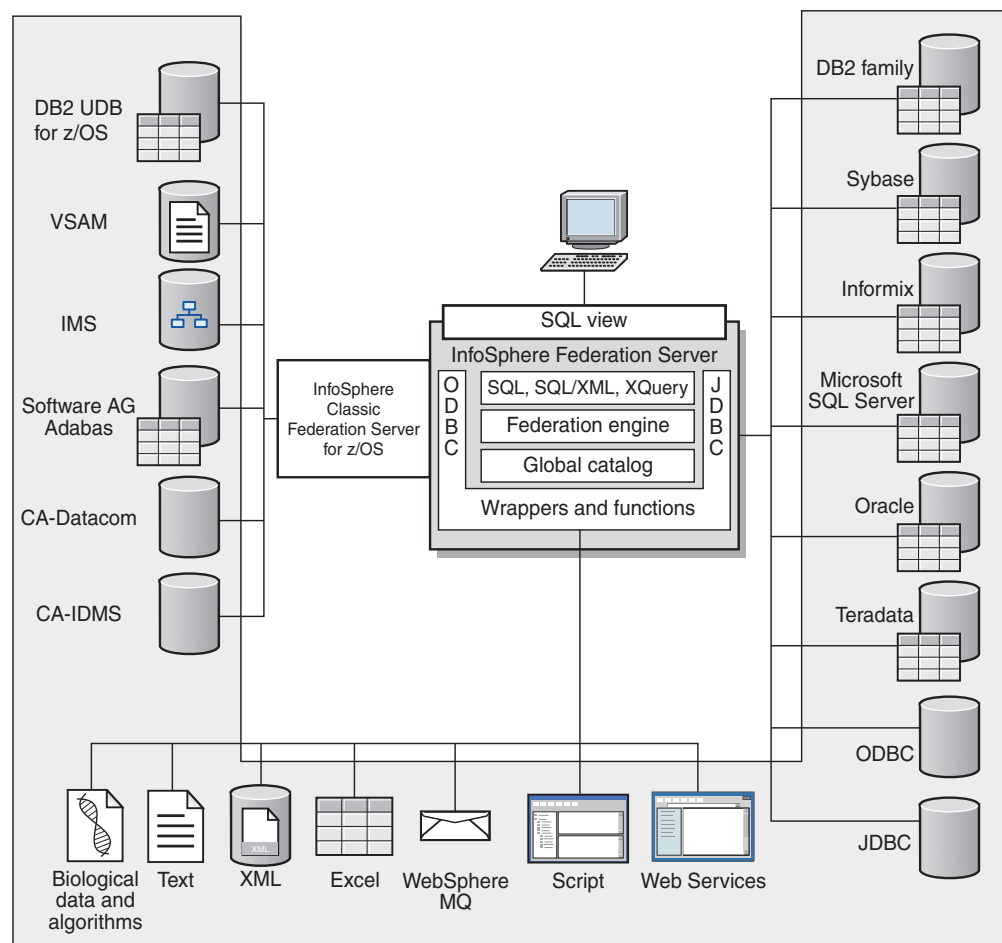 DB2 UDB
for z/OS
VSAM
IMS
Software AG
Adabas
CA-Datacom
CA-IDMS
InfoSphere
Classic
Federation Server
for z/OS
SQL view
InfoSphere Federation Server
ODBC
SQL, SQL/XML, XQuery
Federation engine
Global catalog
JDBC
Wrappers and functions
DB2 family
Sybase
Informix
Microsoft
SQL Server
Oracle
Teradata
ODBC
JDBC
Biological
data and
algorithms
Text
XML
XML
Excel
WebSphere
MQ
Script
Web Services